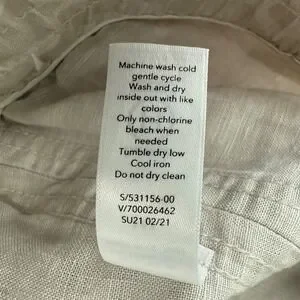 Machine wash cold
gentle cycle
Wash and dry
inside out with like
colors
Only non-chlorine
bleach when
needed
Tumble dry low
Cool iron
Do not dry clean
S/531156-00
V/700026462
SU21 02/21